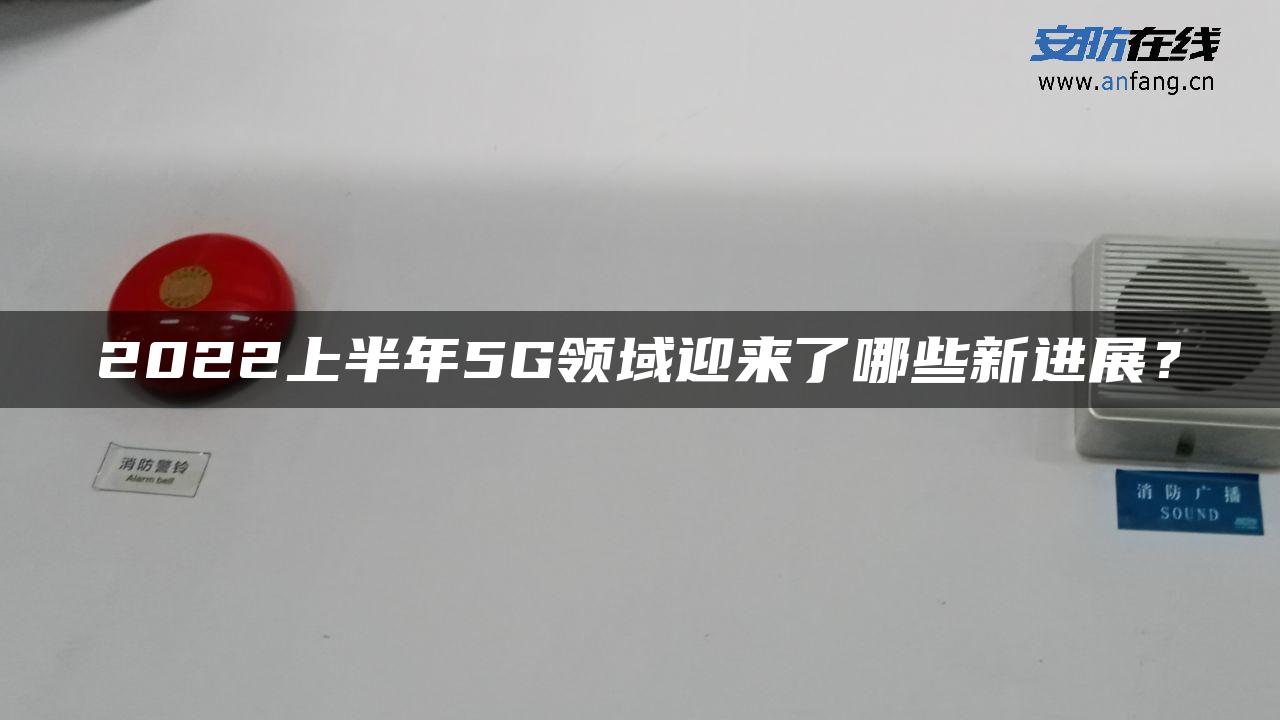 安防在线
www.anfang.cn
2022上半年5G领域迎来了哪些新进展？
消防警铃
Alarm bell
消防广播
SOUND